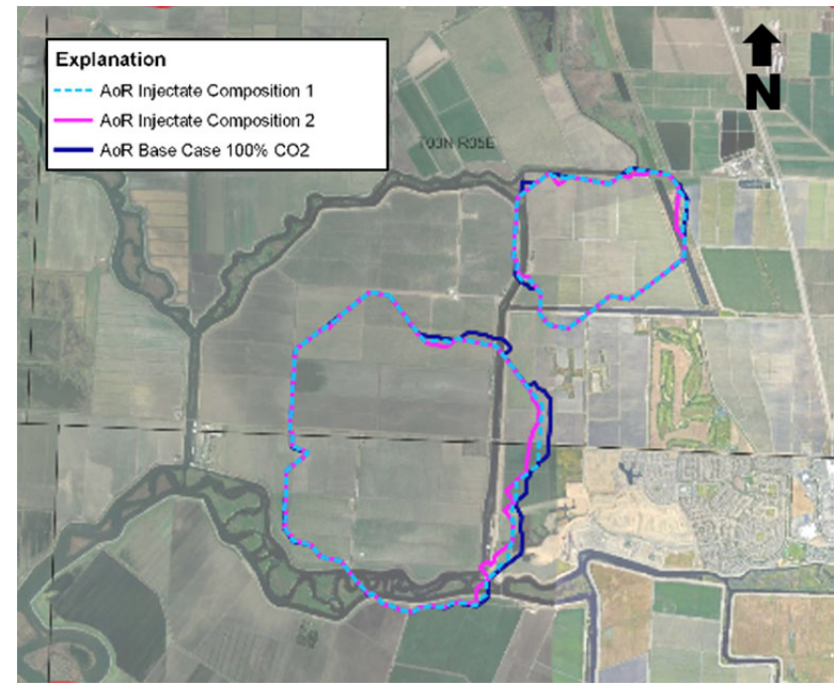 Explanation
AoR Injectate Composition 1
AoR Injectate Composition 2
AoR Base Case 100% CO2
N
T03N R05E